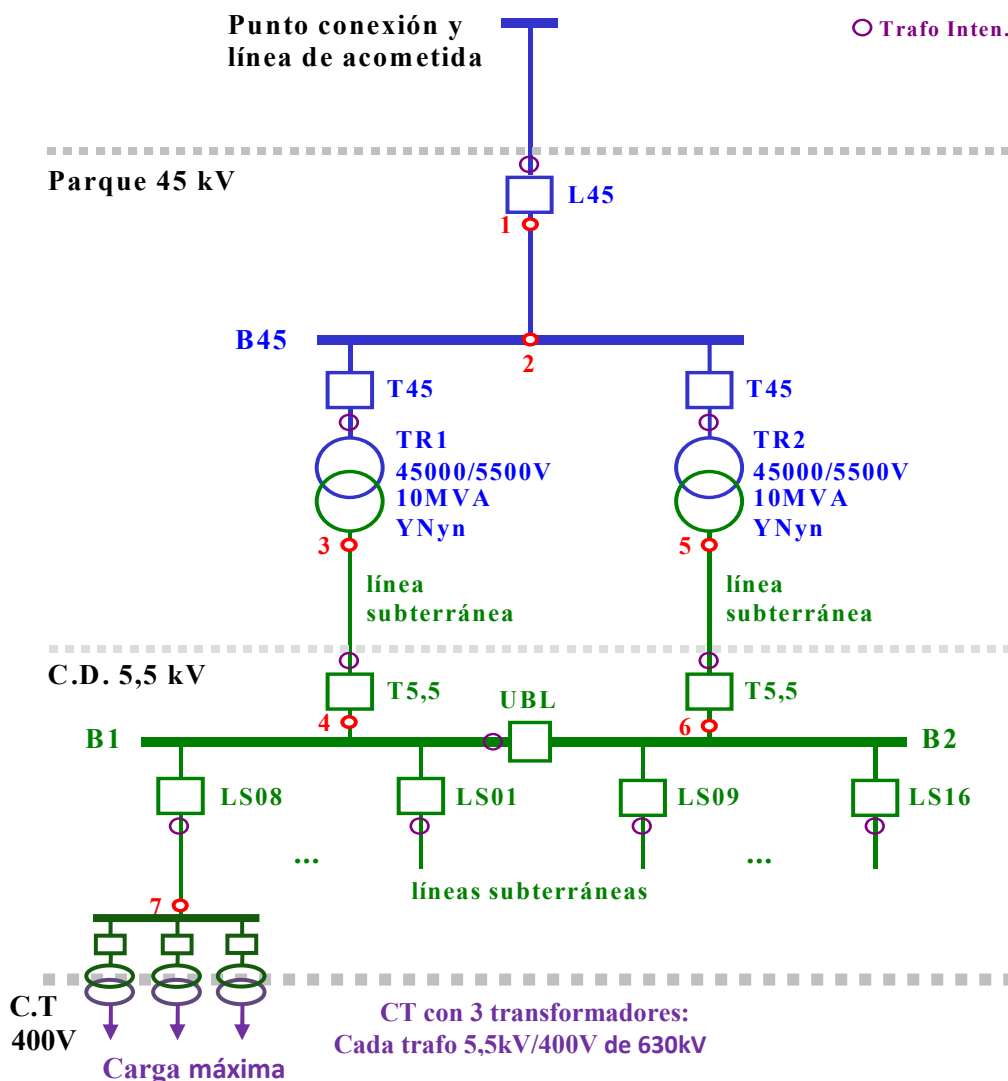 Punto conexión y
línea de acometida
Trafo Inten.
Parque 45 kV
L45
1
B45
2
T45
T45
TR1
45000/5500V
10MVA
YNyn
TR2
45000/5500V
10MVA
YNyn
3
5
línea
subterránea
línea
subterránea
C.D. 5,5 kV
T5,5
T5,5
UBL
4
6
B1
B2
LS08
LS01
LS09
LS16
...
...
líneas subterráneas
7
C.T
400V
CT con 3 transformadores:
Cada trafo 5,5kV/400V de 630kV
Carga máxima